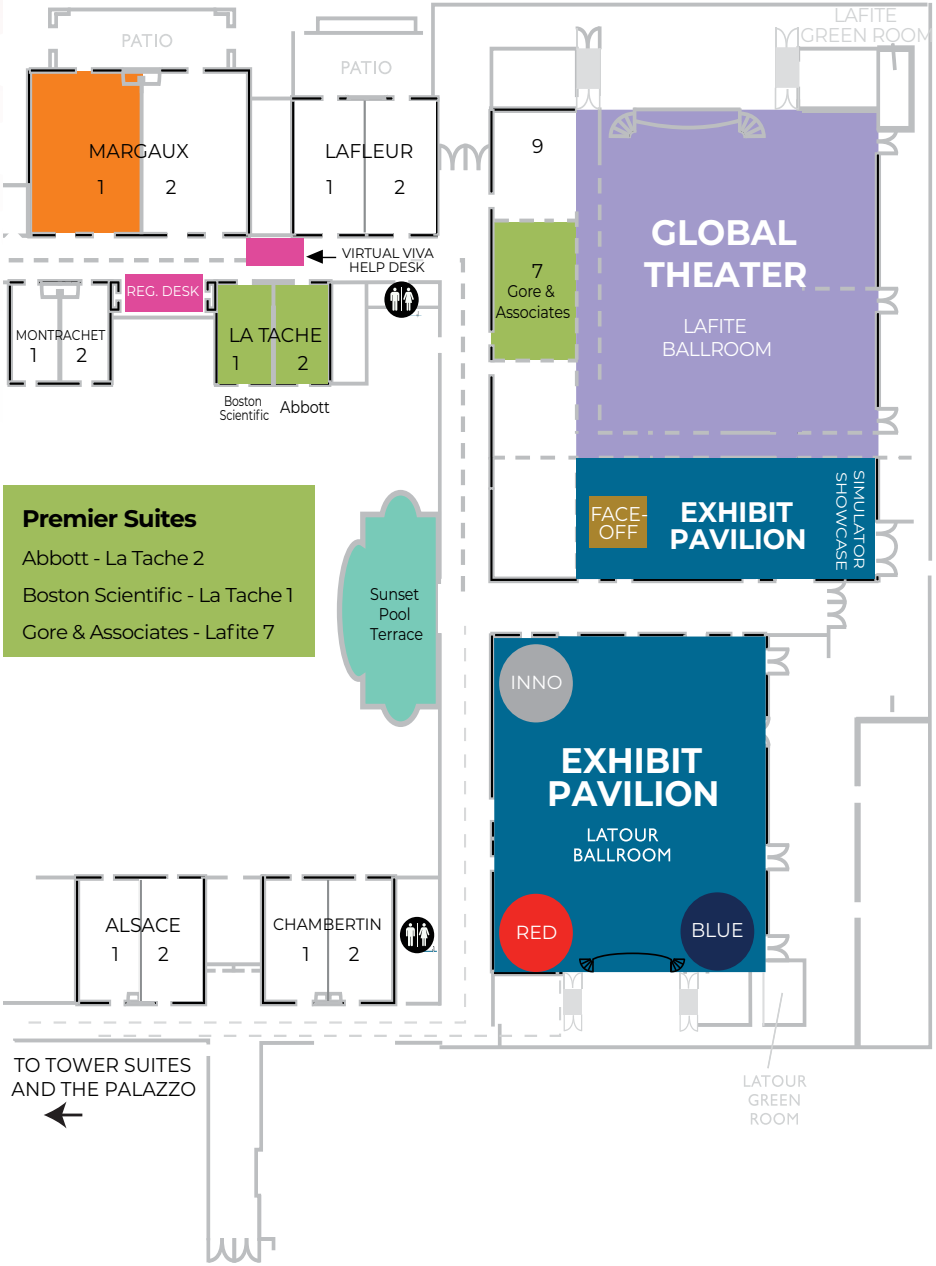 PATIO
PATIO
LAFITE
GREEN ROOM
MARGAUX
1
2
LAFLEUR
1
2
9
GLOBAL
THEATER
LAFITE
BALLROOM
VIRTUAL VIVA
HELP DESK
REG. DESK
7
Gore &
Associates
MONTRACHET
1
2
LA TACHE
1
2
Boston
Scientific
Abbott
Premier Suites
Abbott - La Tache 2
Boston Scientific - La Tache 1
Gore & Associates - Lafite 7
FACE-
OFF
EXHIBIT
PAVILION
SIMULATOR
SHOWCASE
Sunset
Pool
Terrace
INNO
EXHIBIT
PAVILION
LATOUR
BALLROOM
RED
BLUE
ALSACE
1
2
CHAMBERTIN
1
2
TO TOWER SUITES
AND THE PALAZZO
LATOUR
GREEN
ROOM